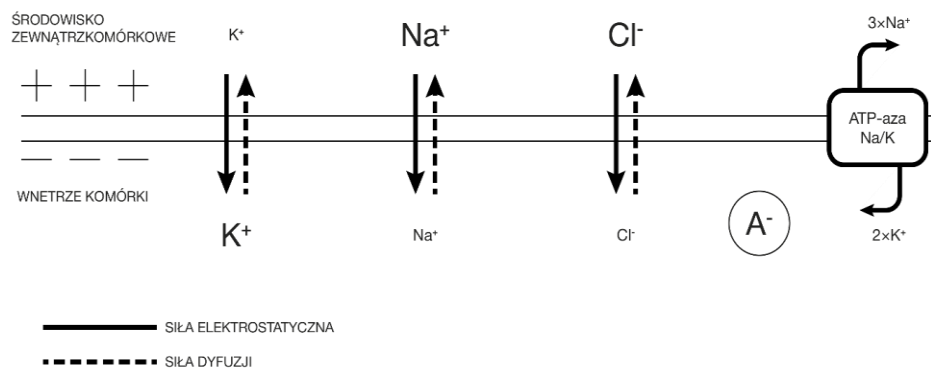 ŚRODOWISKO
ZEWNĄTRZKOMÓRKOWE
K⁺
Na⁺
Cl⁻
3×Na⁺
ATP-aza
Na/K
WNETRZE KOMÓRKI
K⁺
Na⁺
Cl⁻
A⁻
2×K⁺
SIŁA ELEKTROSTATYCZNA
SIŁA DYFUZJI